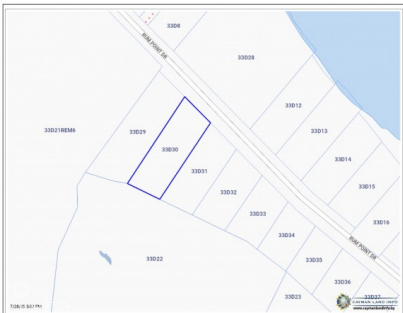 33D8
RUM POINT DR
33D28
33D12
33D21REM6
33D29
33D13
33D30
33D14
33D31
33D15
33D32
33D16
33D33
33D34
RUM POINT DR
33D22
33D35
33D36
33D23
33D37
CAYMAN LAND INFO
www.caymanlandinfo.ky